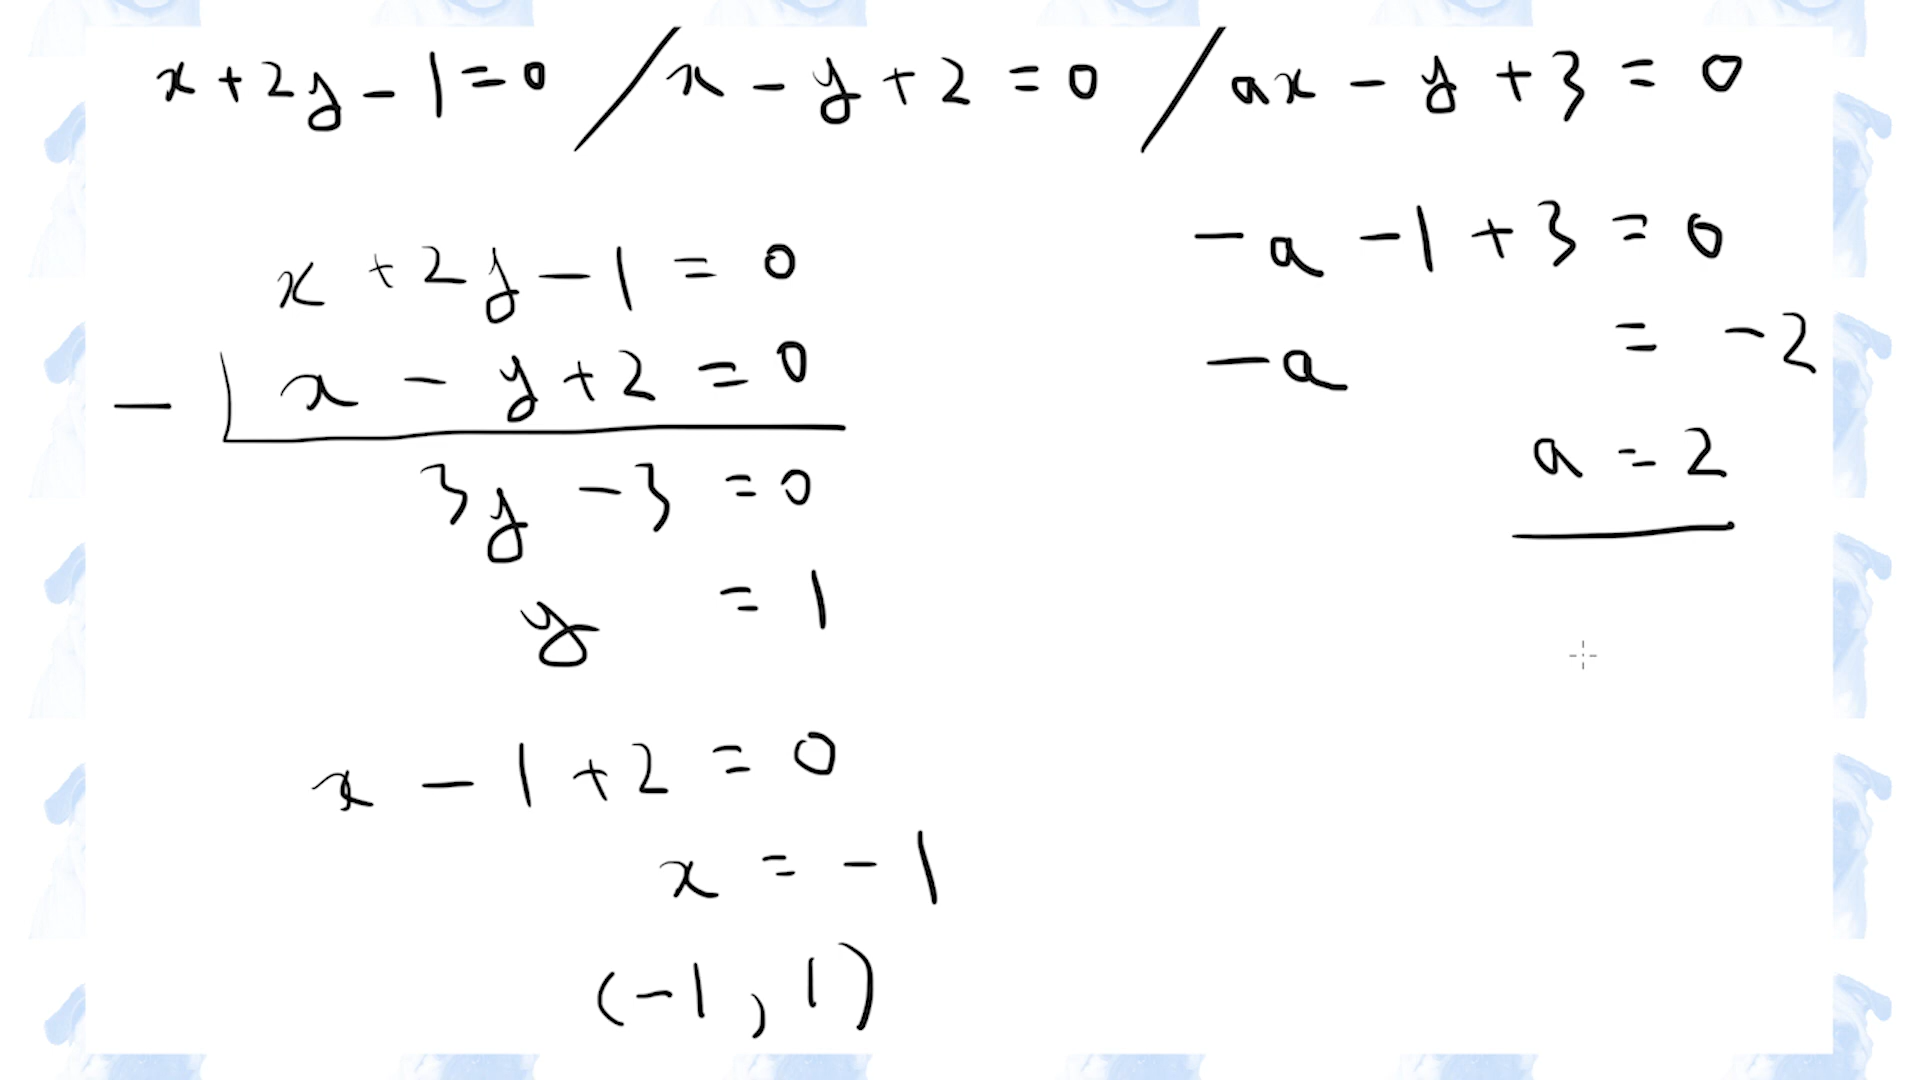 x+2y-1=0 / x-y+2=0 / ax-y+3=0
x+2y-1=0
- x-y+2=0
3y-3=0
y=1
x-1+2=0
x=-1
(-1, 1)
-a-1+3=0
-a=-2
a=2